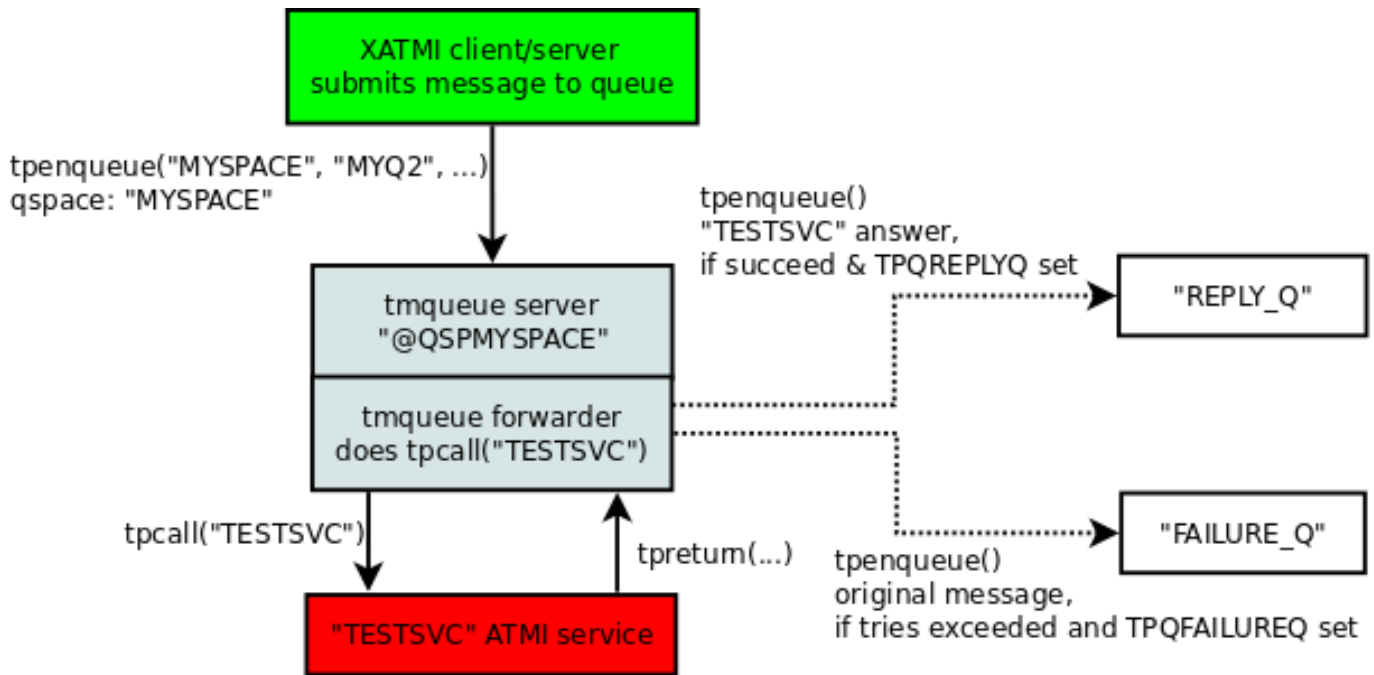 XATMI client/server
submits message to queue
tpenqueue("MYSPACE", "MYQ2", ...)
qspace: "MYSPACE"
tpenqueue()
"TESTSVC" answer,
if succeed & TPQREPLYQ set
"REPLY_Q"
tmqueue server
"@QSPMYSPACE"
tmqueue forwarder
does tpcall("TESTSVC")
tpcall("TESTSVC")
tpreturn(...)
tpenqueue()
original message,
if tries exceeded and TPQFAILUREQ set
"FAILURE_Q"
"TESTSVC" ATMI service